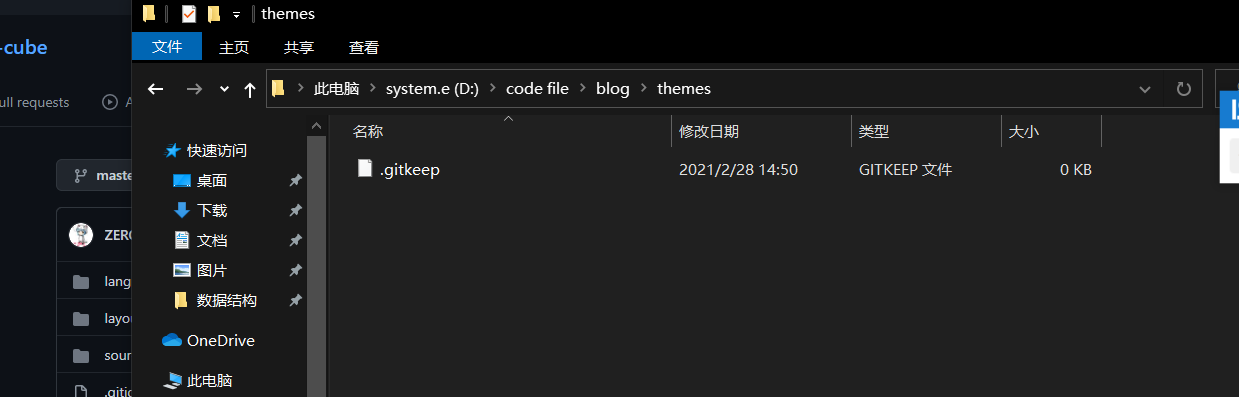 themes
-cube
文件 主页 共享 查看
此电脑 system.e (D:) code file blog themes
ull requests
名称 修改日期 类型 大小
快速访问
.gitkeep 2021/2/28 14:50 GITKEEP 文件 0 KB
桌面
maste
下载
文档
ZERO
图片
lang
数据结构
layou
OneDrive
sour
此电脑
.gitig